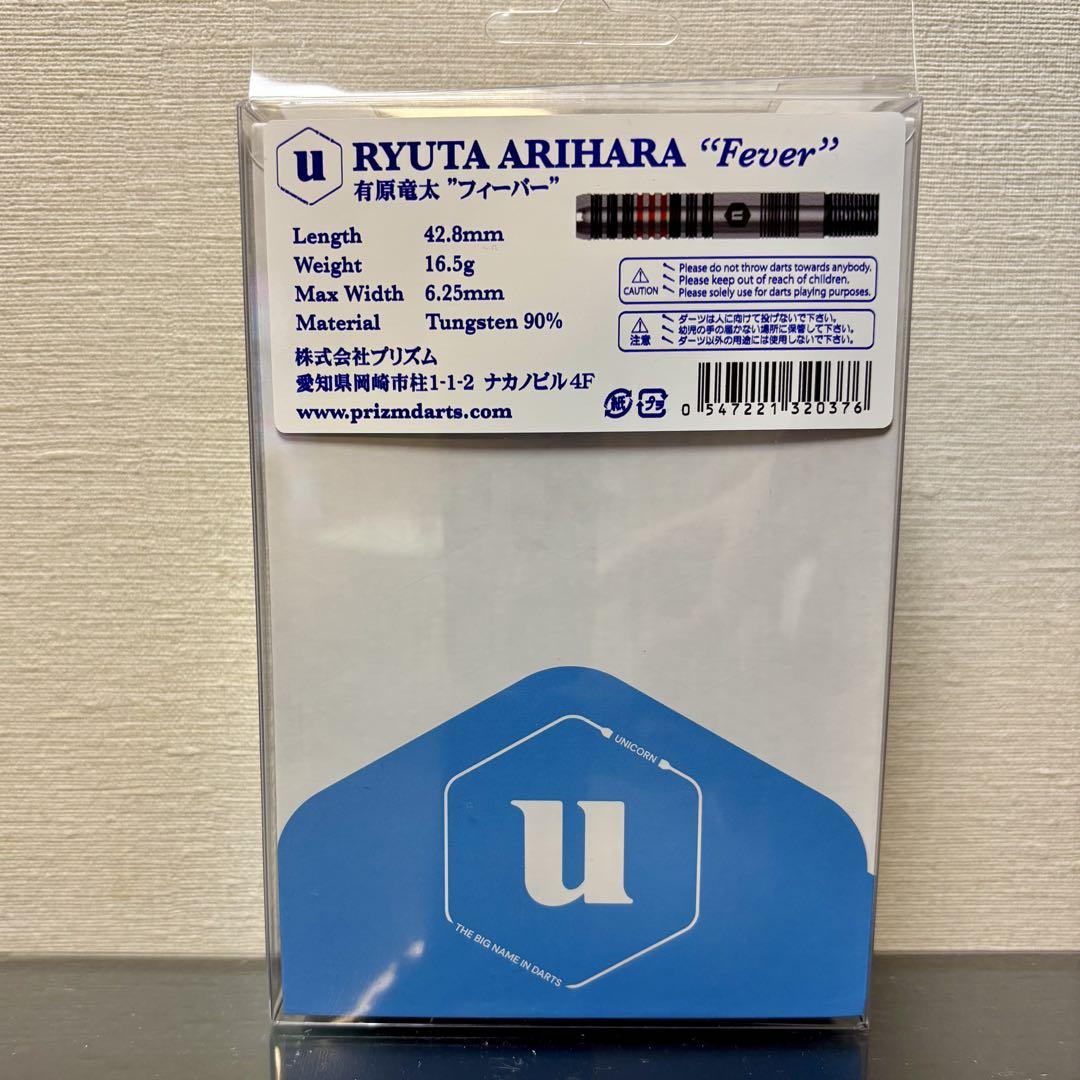 u RYUTA ARIHARA “Fever”
有原竜太 ”フィーバー”
Length 42.8mm
Weight 16.5g
Max Width 6.25mm
Material Tungsten 90%
株式会社プリズム
愛知県岡崎市柱1-1-2 ナカノビル4F
www.prizmdarts.com
u
CAUTION
Please do not throw darts towards anybody.
Please keep out of reach of children.
Please solely use for darts playing purposes.
注意
ダーツは人に向けて投げないで下さい。
幼児の手の届かない場所に保管して下さい。
ダーツ以外の用途には使用しないで下さい。
紙 プラ
0 547221 320376
UNICORN
u
THE BIG NAME IN DARTS